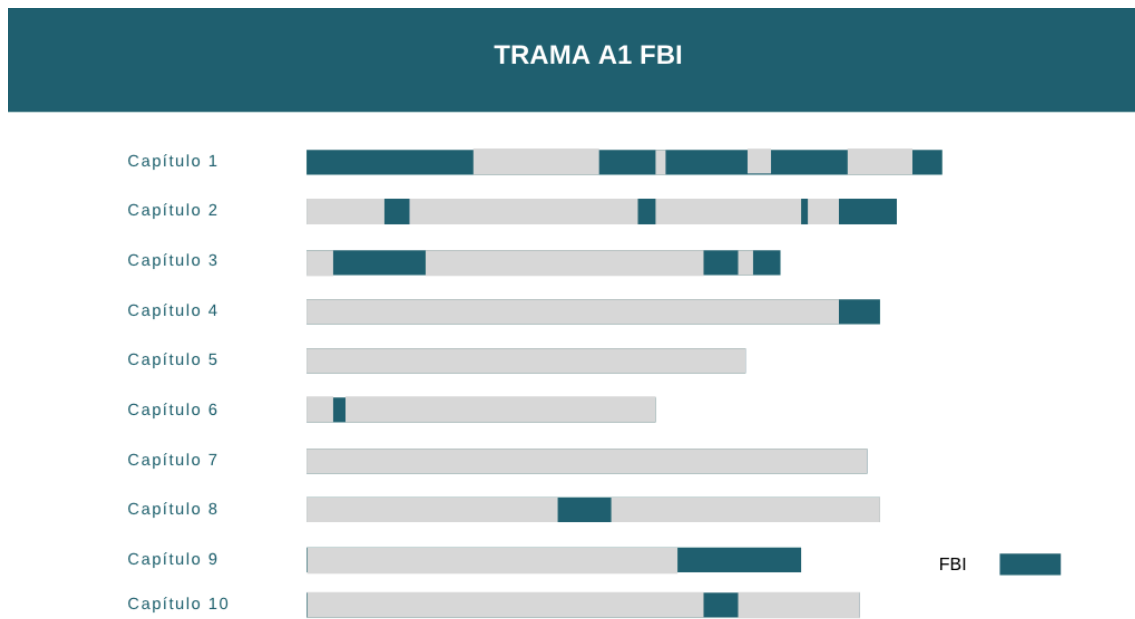 TRAMA A1 FBI
Capítulo 1
Capítulo 2
Capítulo 3
Capítulo 4
Capítulo 5
Capítulo 6
Capítulo 7
Capítulo 8
Capítulo 9
FBI
Capítulo 10